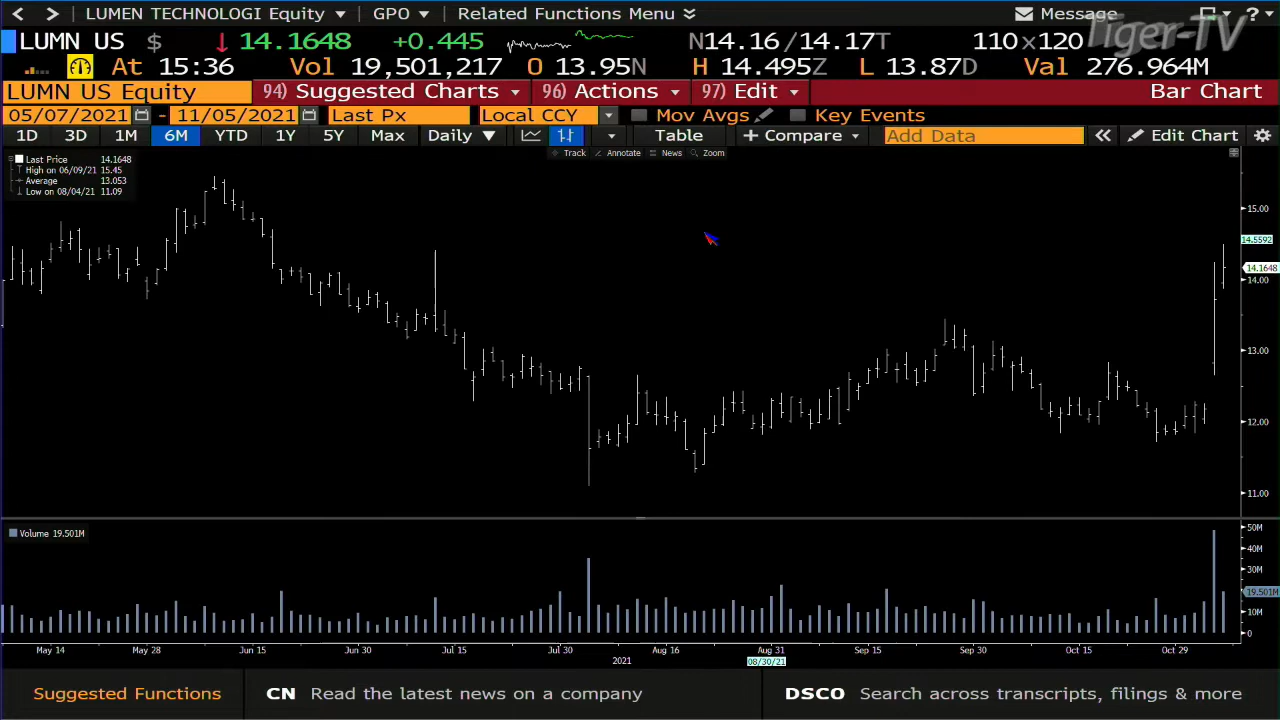 LUMEN TECHNOLOGI Equity GPO Related Functions Menu Message ?
Tiger-TV
LUMN US $ ↓ 14.1648 +0.445 N14.16 / 14.17T 110 x 120
At 15:36 Vol 19,501,217 O 13.95N H 14.495Z L 13.87D Val 276.964M
LUMN US Equity 94) Suggested Charts 96) Actions 97) Edit Bar Chart
05/07/2021 - 11/05/2021 Last Px Local CCY Mov Avgs Key Events
1D 3D 1M 6M YTD 1Y 5Y Max Daily ▼ Table + Compare Add Data « Edit Chart
Track Annotate News Zoom
Last Price 14.1648
High on 06/09/21 15.45
Average 13.053
Low on 08/04/21 11.09
15.00
14.5592
14.1648
14.00
13.00
12.00
11.00
Volume 19.501M
50M
40M
30M
19.501M
10M
0
May 14 May 28 Jun 15 Jun 30 Jul 15 Jul 30 Aug 16 Aug 31 Sep 15 Sep 30 Oct 15 Oct 29
2021 08/30/21
Suggested Functions CN Read the latest news on a company DSCO Search across transcripts, filings & more